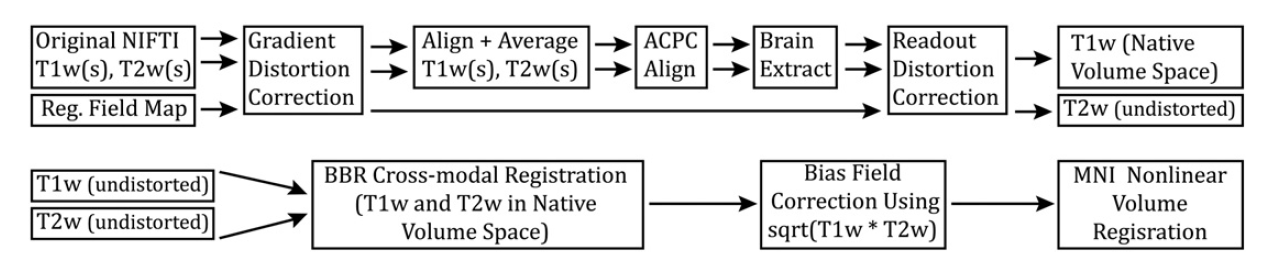 Original NIFTI
T1w(s), T2w(s)
Reg. Field Map
Gradient
Distortion
Correction
Align + Average
T1w(s), T2w(s)
ACPC
Align
Brain
Extract
Readout
Distortion
Correction
T1w (Native
Volume Space)
T2w (undistorted)
T1w (undistorted)
T2w (undistorted)
BBR Cross-modal Registration
(T1w and T2w in Native
Volume Space)
Bias Field
Correction Using
sqrt(T1w * T2w)
MNI Nonlinear
Volume
Regisration